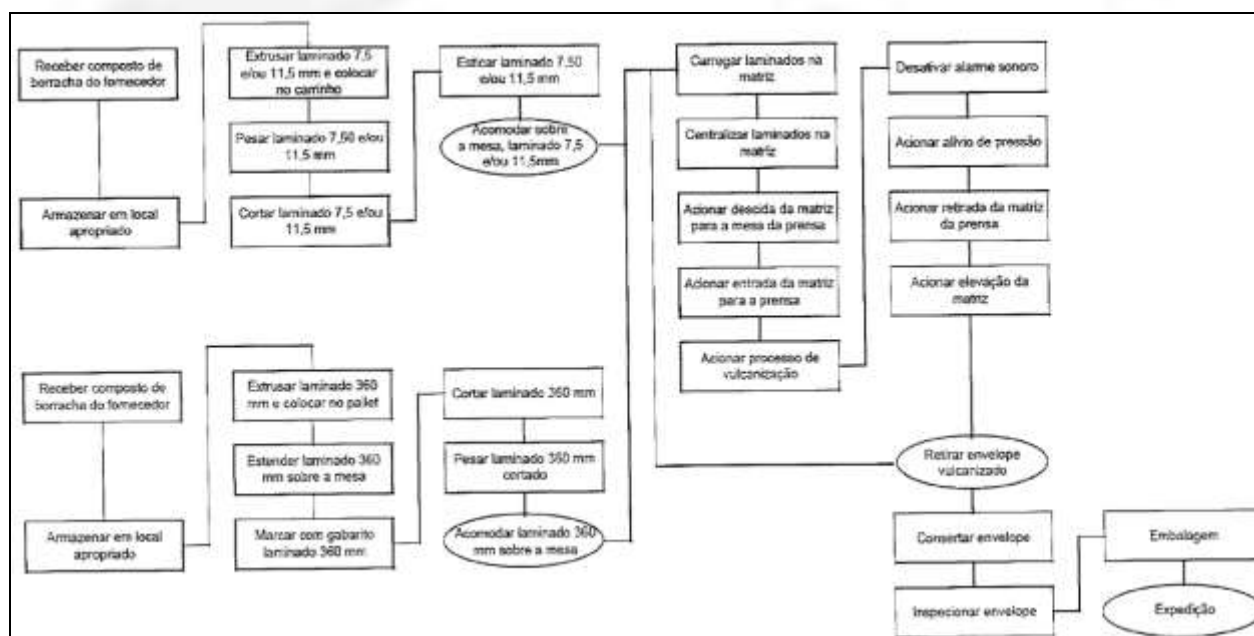 Receber composto de
borracha do fornecedor
Armazenar em local
apropriado
Extrusar laminado 7,5
e/ou 11,5 mm e colocar
no carrinho
Pesar laminado 7,50 e/ou
11,5 mm
Cortar laminado 7,5 e/ou
11,5 mm
Esticar laminado 7,50
e/ou 11,5 mm
Acomodar sobre
a mesa, laminado 7,5
e/ou 11,5mm
Receber composto de
borracha do fornecedor
Armazenar em local
apropriado
Extrusar laminado 360
mm e colocar no pallet
Estender laminado 360
mm sobre a mesa
Marcar com gabarito
laminado 360 mm
Cortar laminado 360 mm
Pesar laminado 360 mm
cortado
Acomodar laminado 360
mm sobre a mesa
Carregar laminados na
matriz
Centralizar laminados na
matriz
Acionar descida da matriz
para a mesa da prensa
Acionar entrada da matriz
para a prensa
Acionar processo de
vulcanização
Desativar alarme sonoro
Acionar alívio de pressão
Acionar retirada da matriz
da prensa
Acionar elevação da
matriz
Retirar envelope
vulcanizado
Consertar envelope
Inspecionar envelope
Embalagem
Expedição